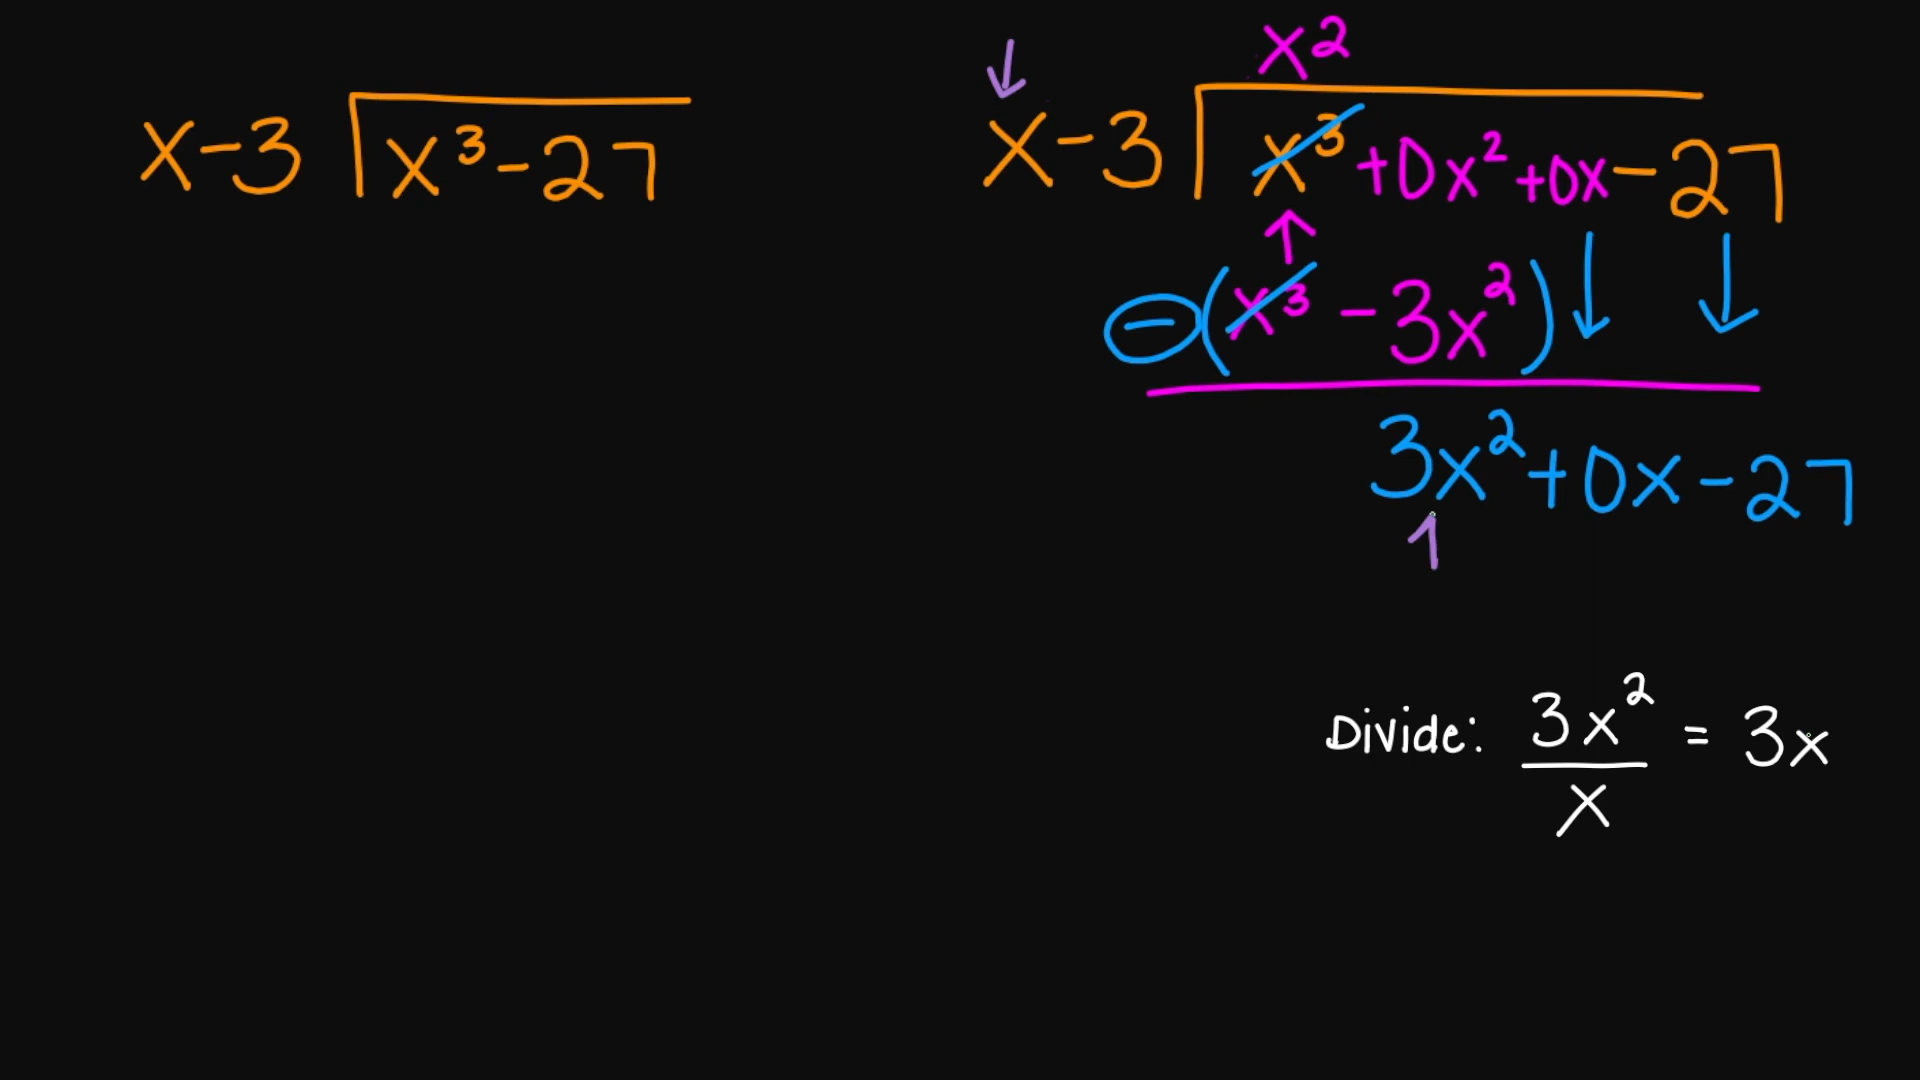 x-3 x³-27
x²
x-3 x³+0x²+0x-27
-(x³-3x²)
3x²+0x-27
Divide: 3x²/x = 3x